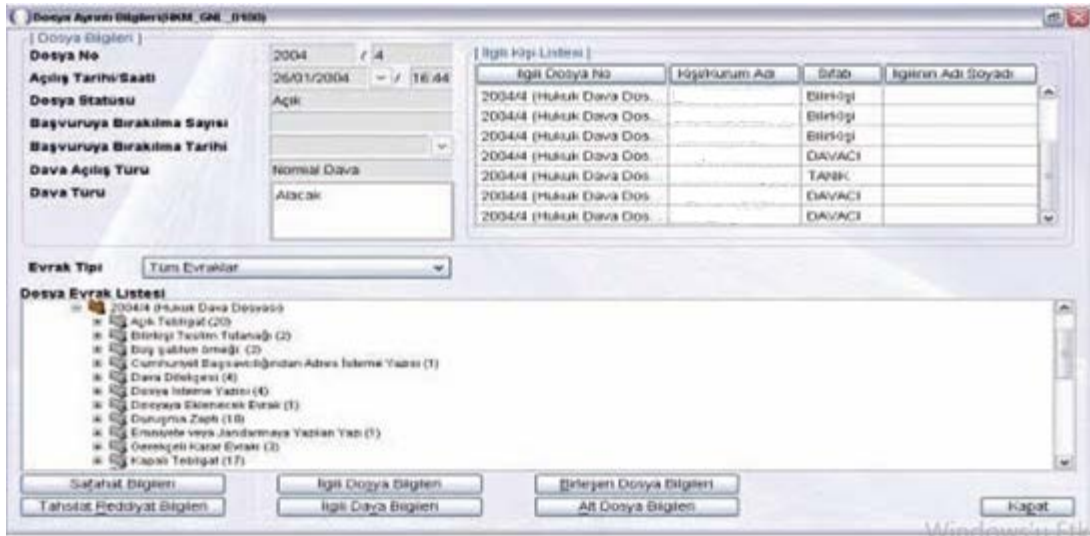 Dosya Ayrıntı Bilgileri(HKM_GNL_0100)
[ Dosya Bilgileri ]
Dosya No 2004 / 4
Açılış Tarihi/Saati 26/01/2004 / 16:44
Dosya Statusu Açık
Başvuruya Bırakılma Sayısı
Başvuruya Bırakılma Tarihi
Dava Açılış Türü Normal Dava
Dava Türü Alacak
[ İlgili Kişi Listesi ]
İlgili Dosya No Kişi/Kurum Adı Sıfatı İlgilinin Adı Soyadı
2004/4 (Hukuk Dava Dos... Bilirkişi
2004/4 (Hukuk Dava Dos... Bilirkişi
2004/4 (Hukuk Dava Dos... Bilirkişi
2004/4 (Hukuk Dava Dos... DAVACI
2004/4 (Hukuk Dava Dos... TANIK
2004/4 (Hukuk Dava Dos... DAVACI
2004/4 (Hukuk Dava Dos... DAVACI
Evrak Tipi Tüm Evraklar
Dosya Evrak Listesi
2004/4 (Hukuk Dava Dosyası)
Açık Tebligat (20)
Bilirkişi Teslim Tutanağı (2)
Boş şablon örneği (2)
Cumhuriyet Başsavcılığından Adres İsteme Yazısı (1)
Dava Dilekçesi (4)
Dosya İsteme Yazısı (4)
Dosyaya Eklenecek Evrak (1)
Duruşma Zaptı (18)
Emniyete veya Jandarmaya Yazılan Yazı (1)
Gerekçeli Karar Evrakı (3)
Kapalı Tebligat (17)
Safahat Bilgileri İlgili Dosya Bilgileri Birleşen Dosya Bilgileri
Tahsilat Reddiyat Bilgileri İlgili Dava Bilgileri Alt Dosya Bilgileri Kapat
Windows'u Etk